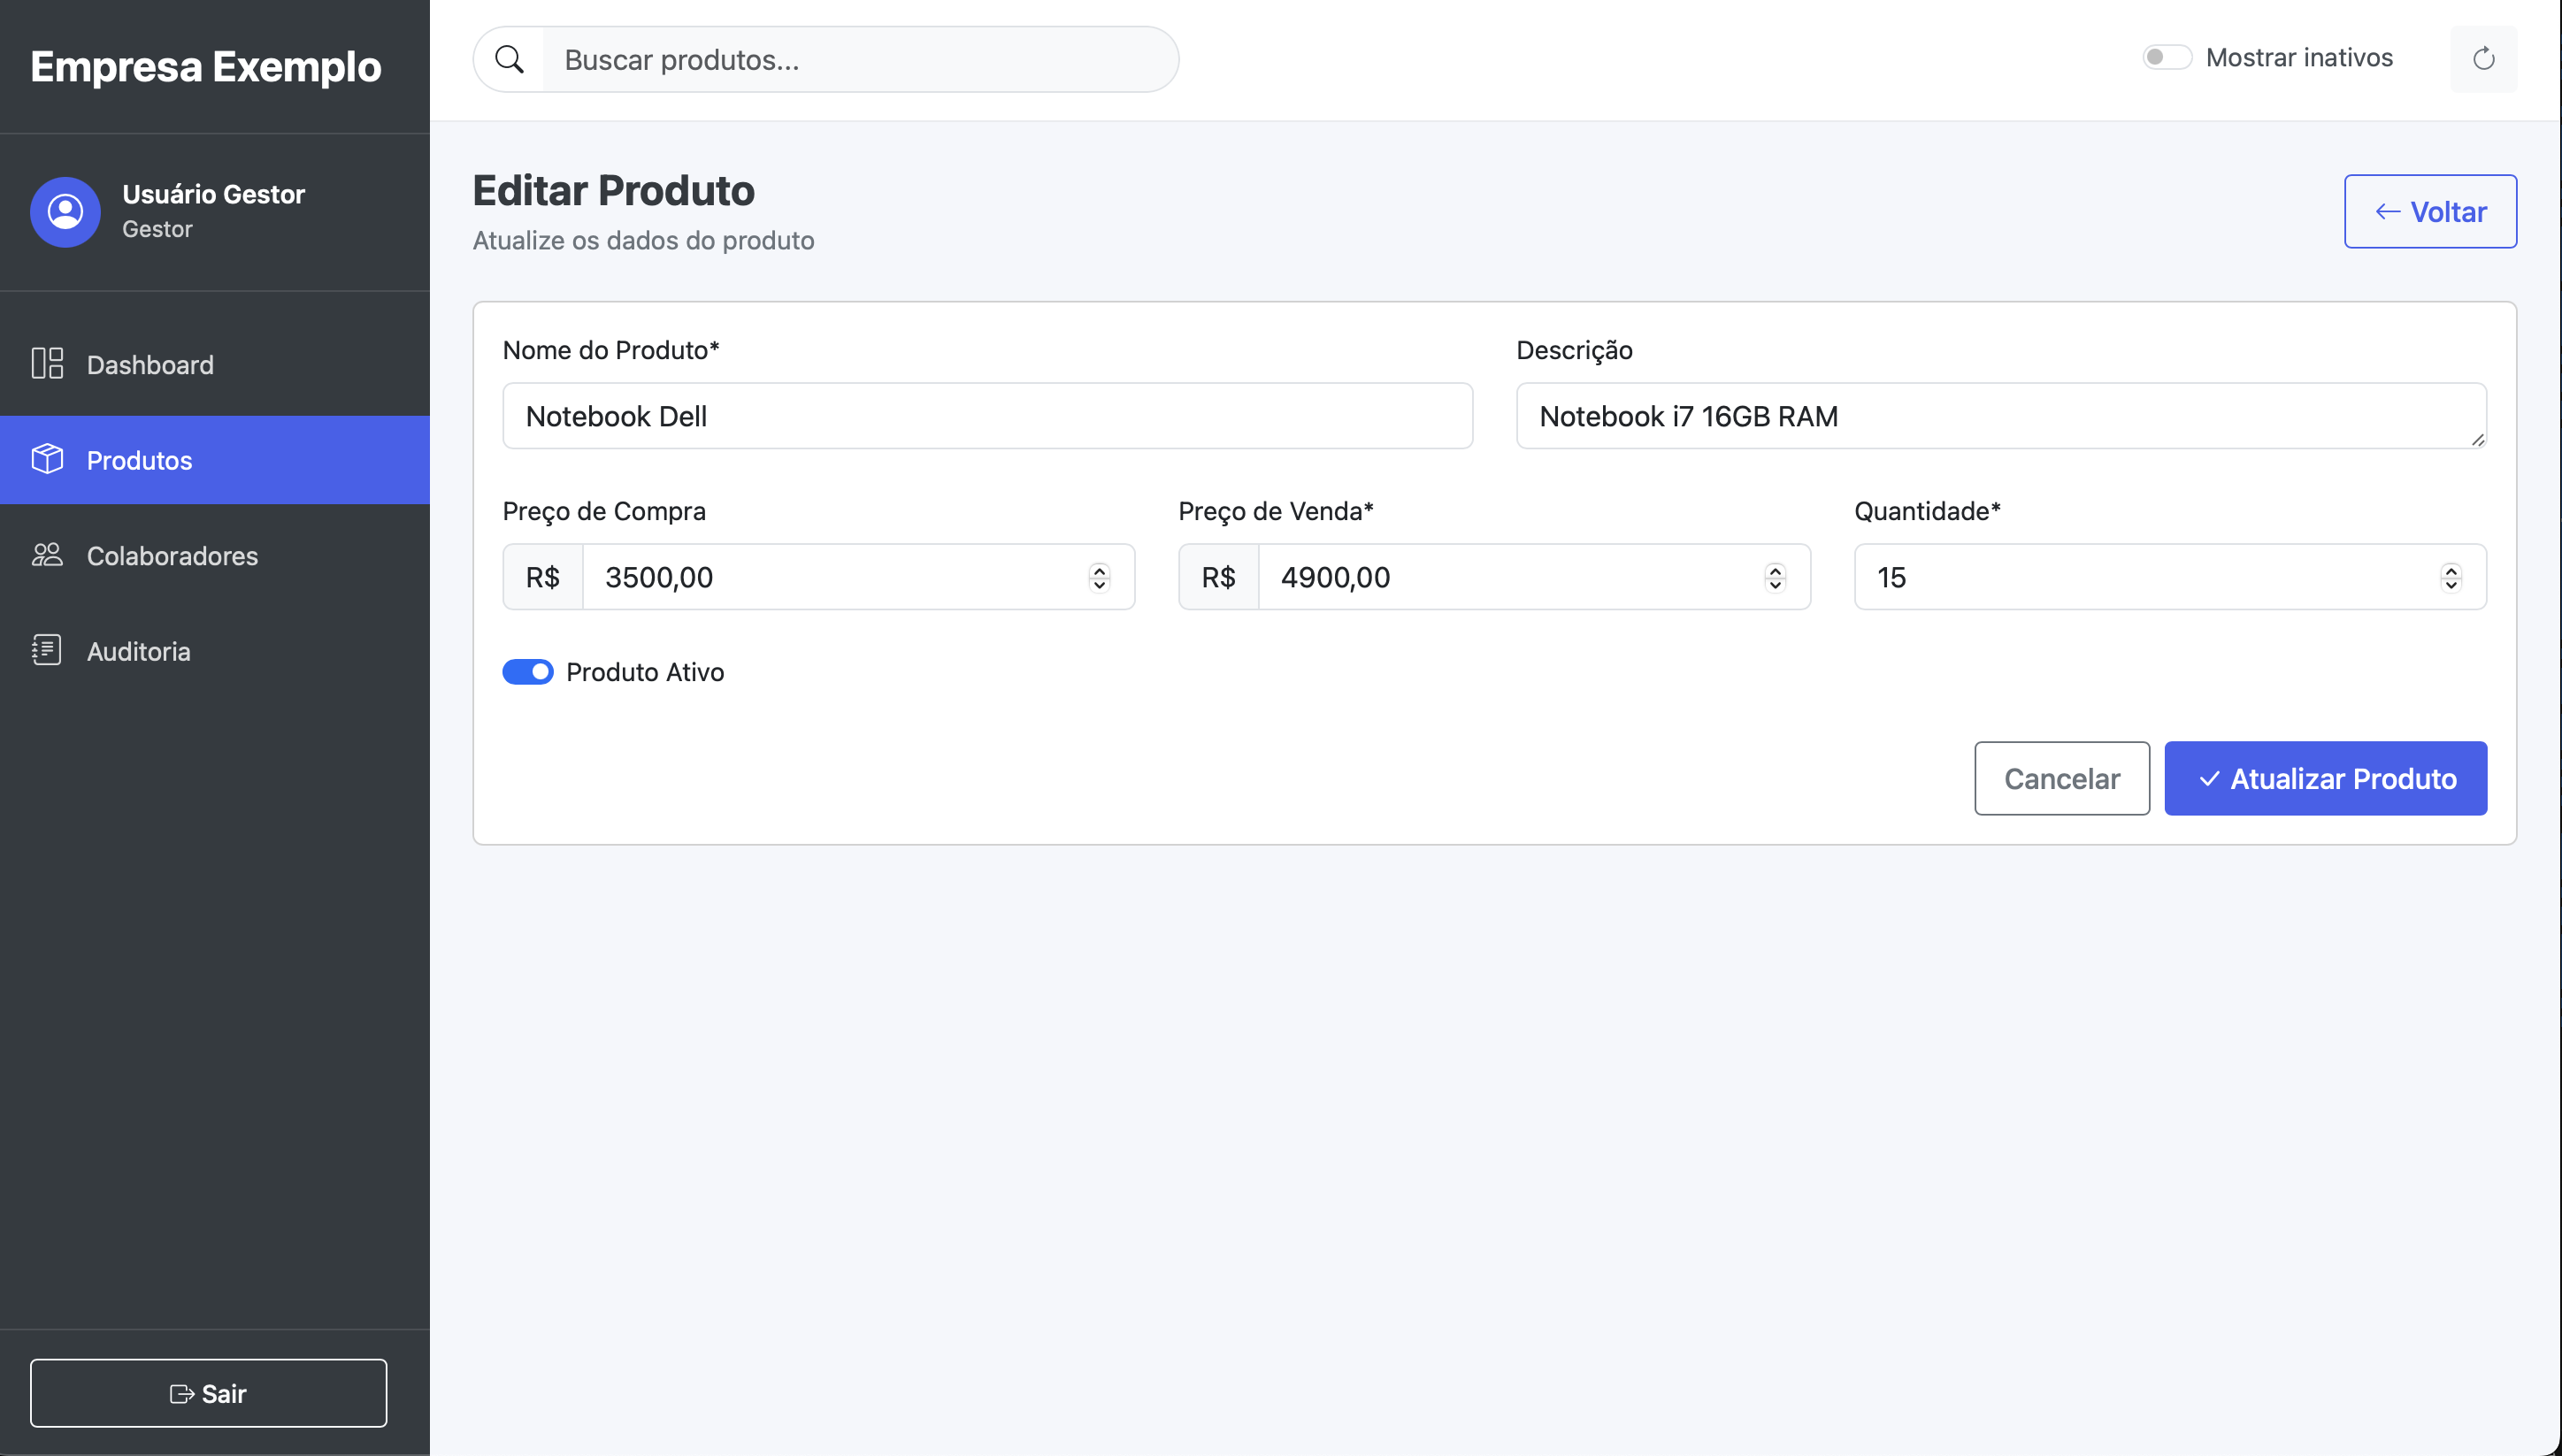 Empresa Exemplo
Usuário Gestor
Gestor
Dashboard
Produtos
Colaboradores
Auditoria
Sair
Buscar produtos...
Mostrar inativos
Editar Produto
Atualize os dados do produto
Voltar
Nome do Produto*
Notebook Dell
Descrição
Notebook i7 16GB RAM
Preço de Compra
R$ 3500,00
Preço de Venda*
R$ 4900,00
Quantidade*
15
Produto Ativo
Cancelar
Atualizar Produto